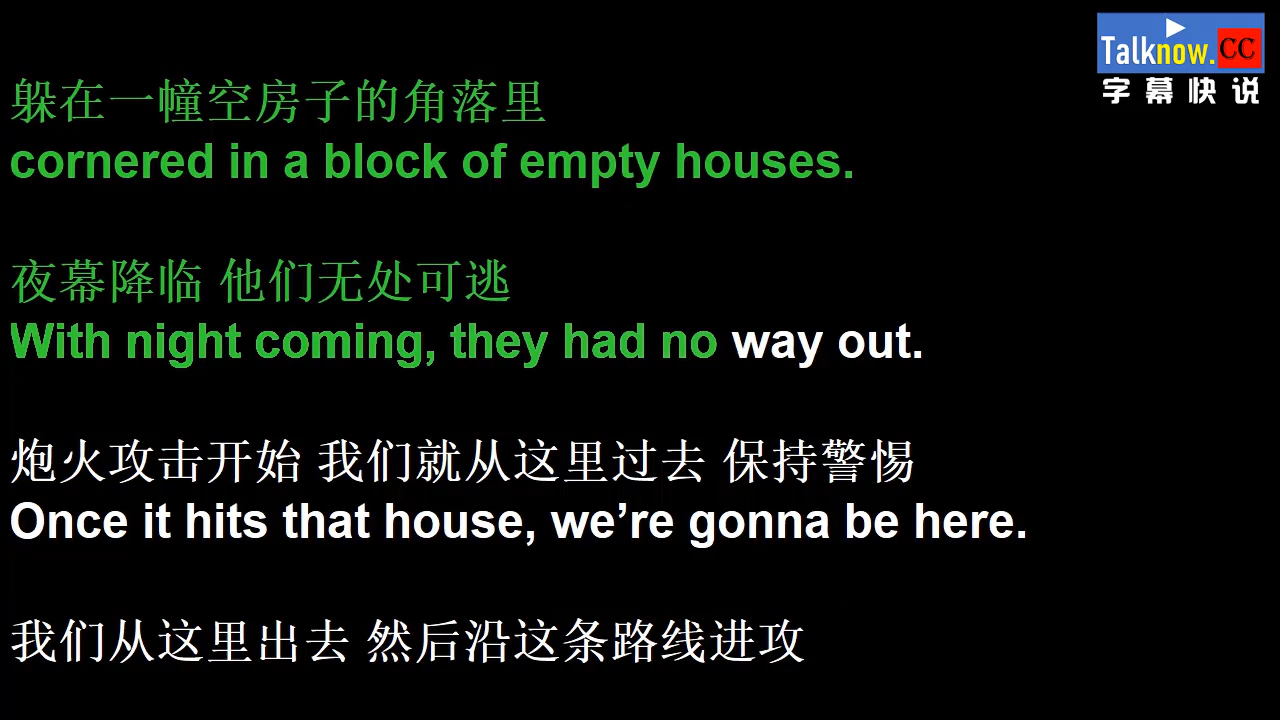 Talknow.CC
字幕快说
躲在一幢空房子的角落里
cornered in a block of empty houses.
夜幕降临 他们无处可逃
With night coming, they had no way out.
炮火攻击开始 我们就从这里过去 保持警惕
Once it hits that house, we’re gonna be here.
我们从这里出去 然后沿这条路线进攻